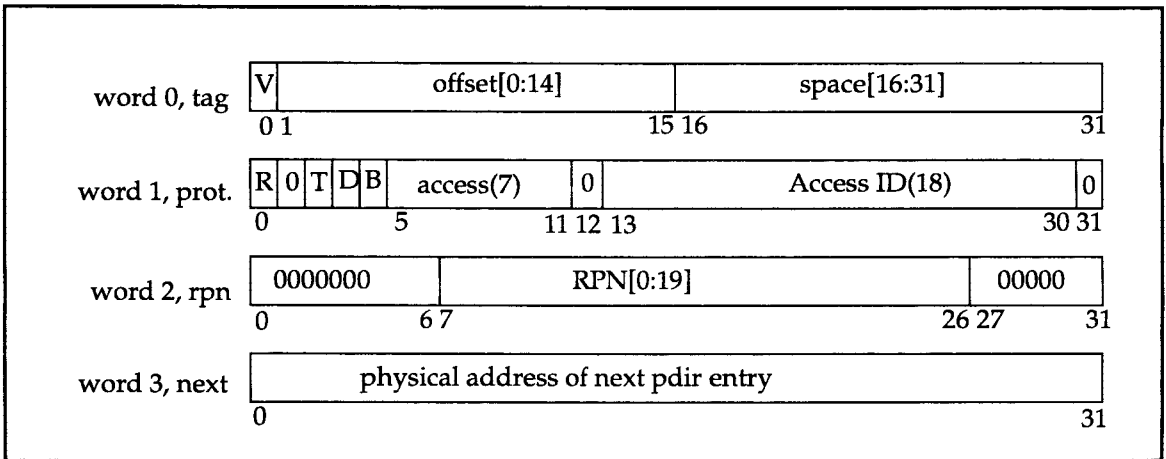 word 0, tag V offset[0:14] space[16:31]
0 1 15 16 31
word 1, prot. R 0 T D B access(7) 0 Access ID(18) 0
0 5 11 12 13 30 31
word 2, rpn 0000000 RPN[0:19] 00000
0 6 7 26 27 31
word 3, next physical address of next pdir entry
0 31